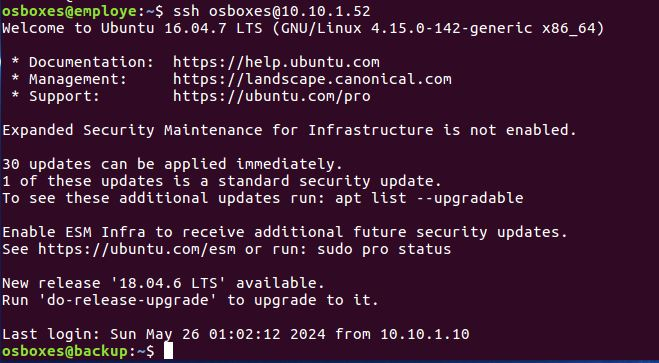 osboxes@employe:~$ ssh osboxes@10.10.1.52
Welcome to Ubuntu 16.04.7 LTS (GNU/Linux 4.15.0-142-generic x86_64)
* Documentation:  https://help.ubuntu.com
* Management:     https://landscape.canonical.com
* Support:        https://ubuntu.com/pro
Expanded Security Maintenance for Infrastructure is not enabled.
30 updates can be applied immediately.
1 of these updates is a standard security update.
To see these additional updates run: apt list --upgradable
Enable ESM Infra to receive additional future security updates.
See https://ubuntu.com/esm or run: sudo pro status
New release '18.04.6 LTS' available.
Run 'do-release-upgrade' to upgrade to it.
Last login: Sun May 26 01:02:12 2024 from 10.10.1.10
osboxes@backup:~$